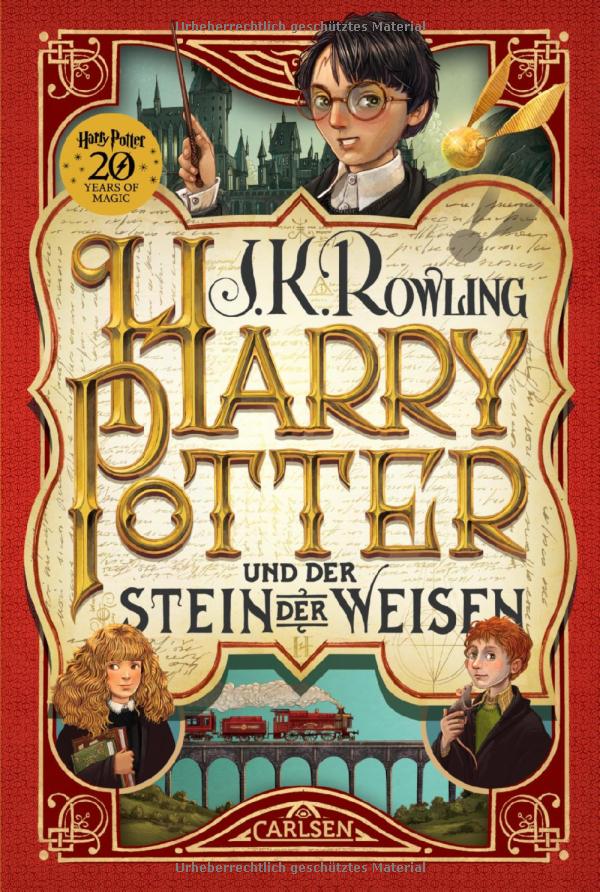 Urheberrechtlich geschütztes Material
Harry Potter
20
YEARS OF
MAGIC
J.K. ROWLING
HARRY
POTTER
UND DER
STEIN DER WEISEN
CARLSEN
Urheberrechtlich geschütztes Material